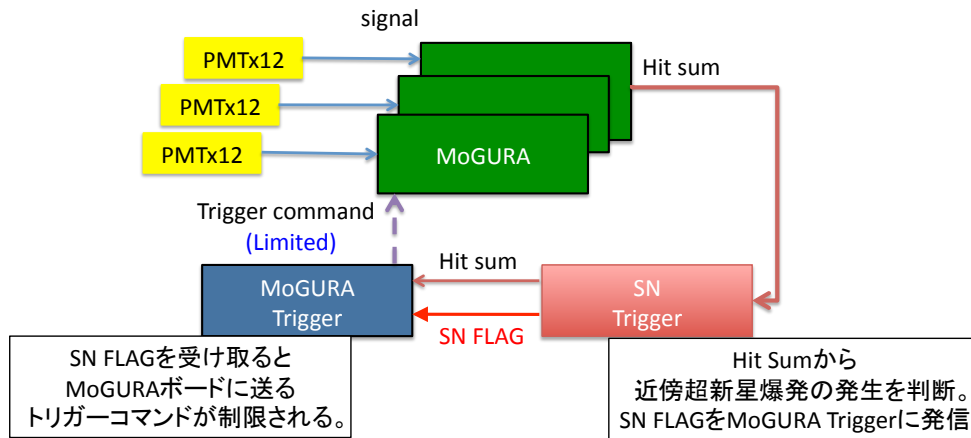 signal
PMTx12
Hit sum
PMTx12
PMTx12
MoGURA
Trigger command
(Limited)
Hit sum
MoGURA
Trigger
SN
Trigger
SN FLAG
SN FLAGを受け取ると
MoGURAボードに送る
トリガーコマンドが制限される。
Hit Sumから
近傍超新星爆発の発生を判断。
SN FLAGをMoGURA Triggerに発信